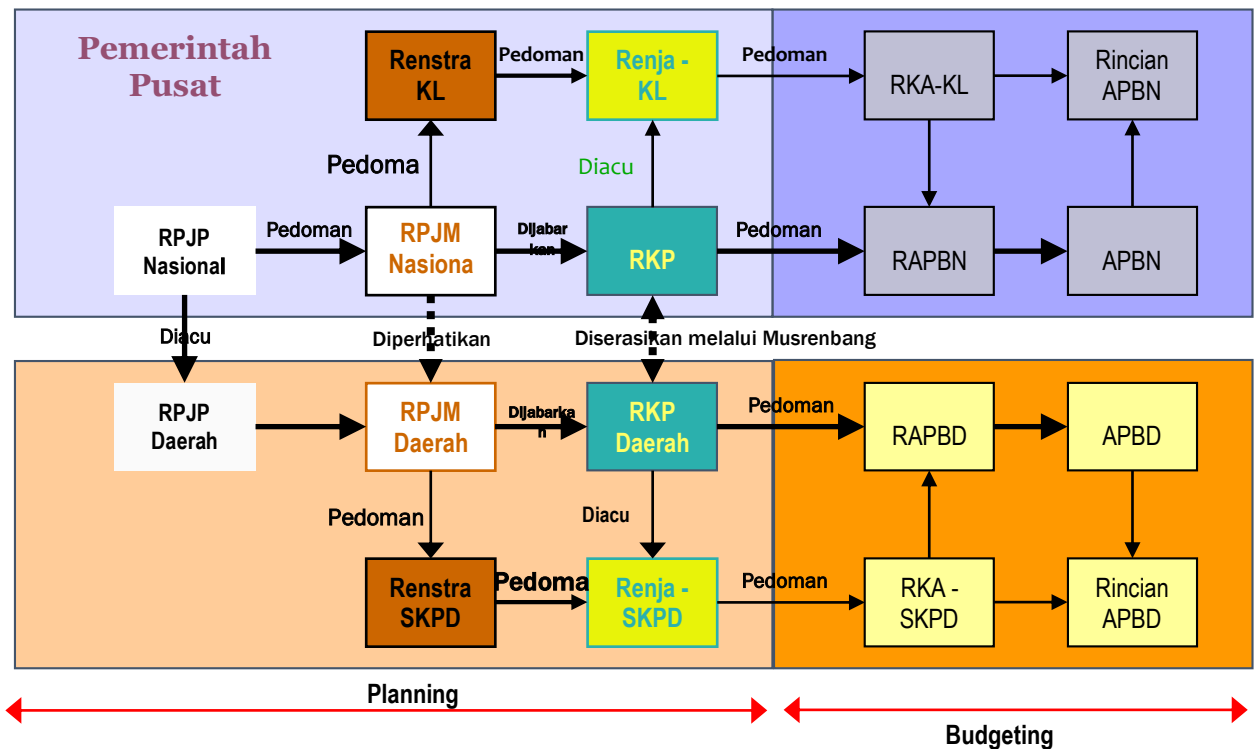 Pemerintah
Pusat
Renstra
KL
Pedoman
Renja -
KL
Pedoman
RKA-KL
Rincian
APBN
Pedoma
Diacu
RPJP
Nasional
Pedoman
RPJM
Nasiona
Dijabar
kan
RKP
Pedoman
RAPBN
APBN
Diacu
Diperhatikan
Diserasikan melalui Musrenbang
RPJP
Daerah
RPJM
Daerah
Dijabarka
n
RKP
Daerah
Pedoman
RAPBD
APBD
Pedoman
Diacu
Renstra
SKPD
Pedoma
Renja -
SKPD
Pedoman
RKA -
SKPD
Rincian
APBD
Planning
Budgeting